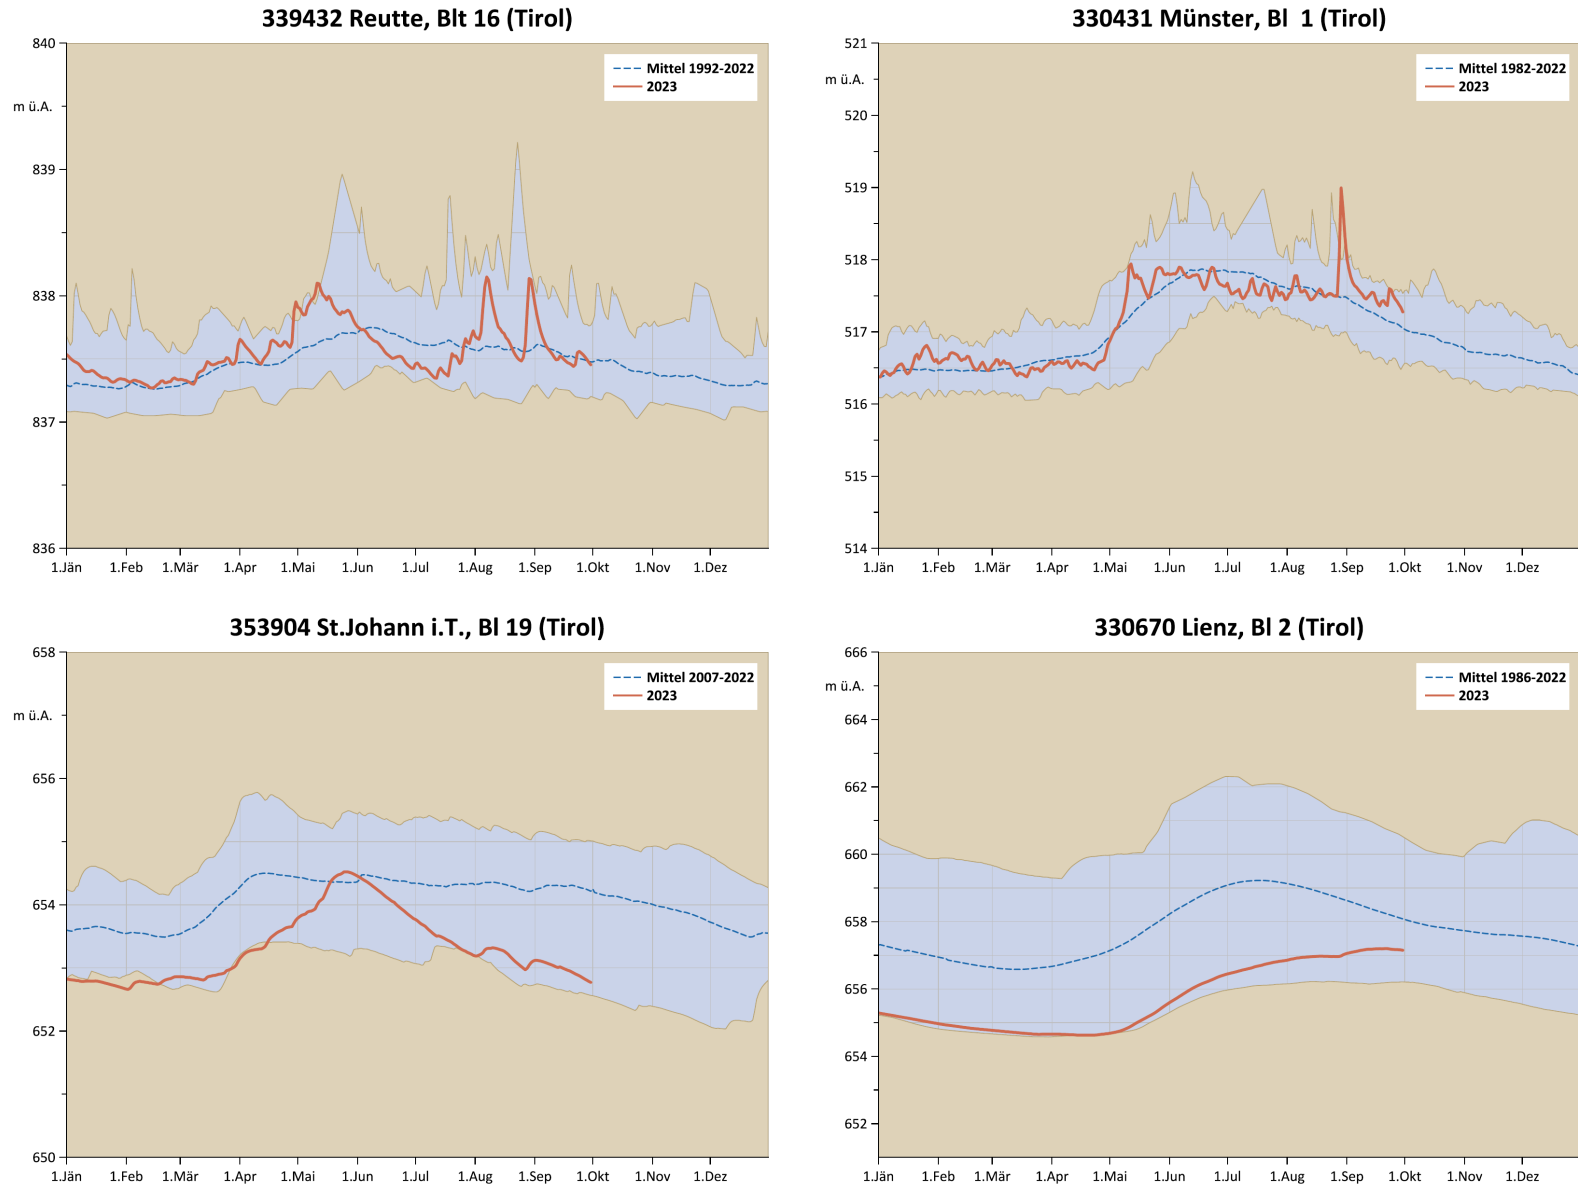 339432 Reutte, Blt 16 (Tirol)
840
m ü.A.
839
838
837
836
Mittel 1992-2022
2023
1.Jän 1.Feb 1.Mär 1.Apr 1.Mai 1.Jun 1.Jul 1.Aug 1.Sep 1.Okt 1.Nov 1.Dez
330431 Münster, Bl  1 (Tirol)
521
m ü.A.
520
519
518
517
516
515
514
Mittel 1982-2022
2023
1.Jän 1.Feb 1.Mär 1.Apr 1.Mai 1.Jun 1.Jul 1.Aug 1.Sep 1.Okt 1.Nov 1.Dez
353904 St.Johann i.T., Bl 19 (Tirol)
658
m ü.A.
656
654
652
650
Mittel 2007-2022
2023
1.Jän 1.Feb 1.Mär 1.Apr 1.Mai 1.Jun 1.Jul 1.Aug 1.Sep 1.Okt 1.Nov 1.Dez
330670 Lienz, Bl 2 (Tirol)
666
m ü.A.
664
662
660
658
656
654
652
Mittel 1986-2022
2023
1.Jän 1.Feb 1.Mär 1.Apr 1.Mai 1.Jun 1.Jul 1.Aug 1.Sep 1.Okt 1.Nov 1.Dez